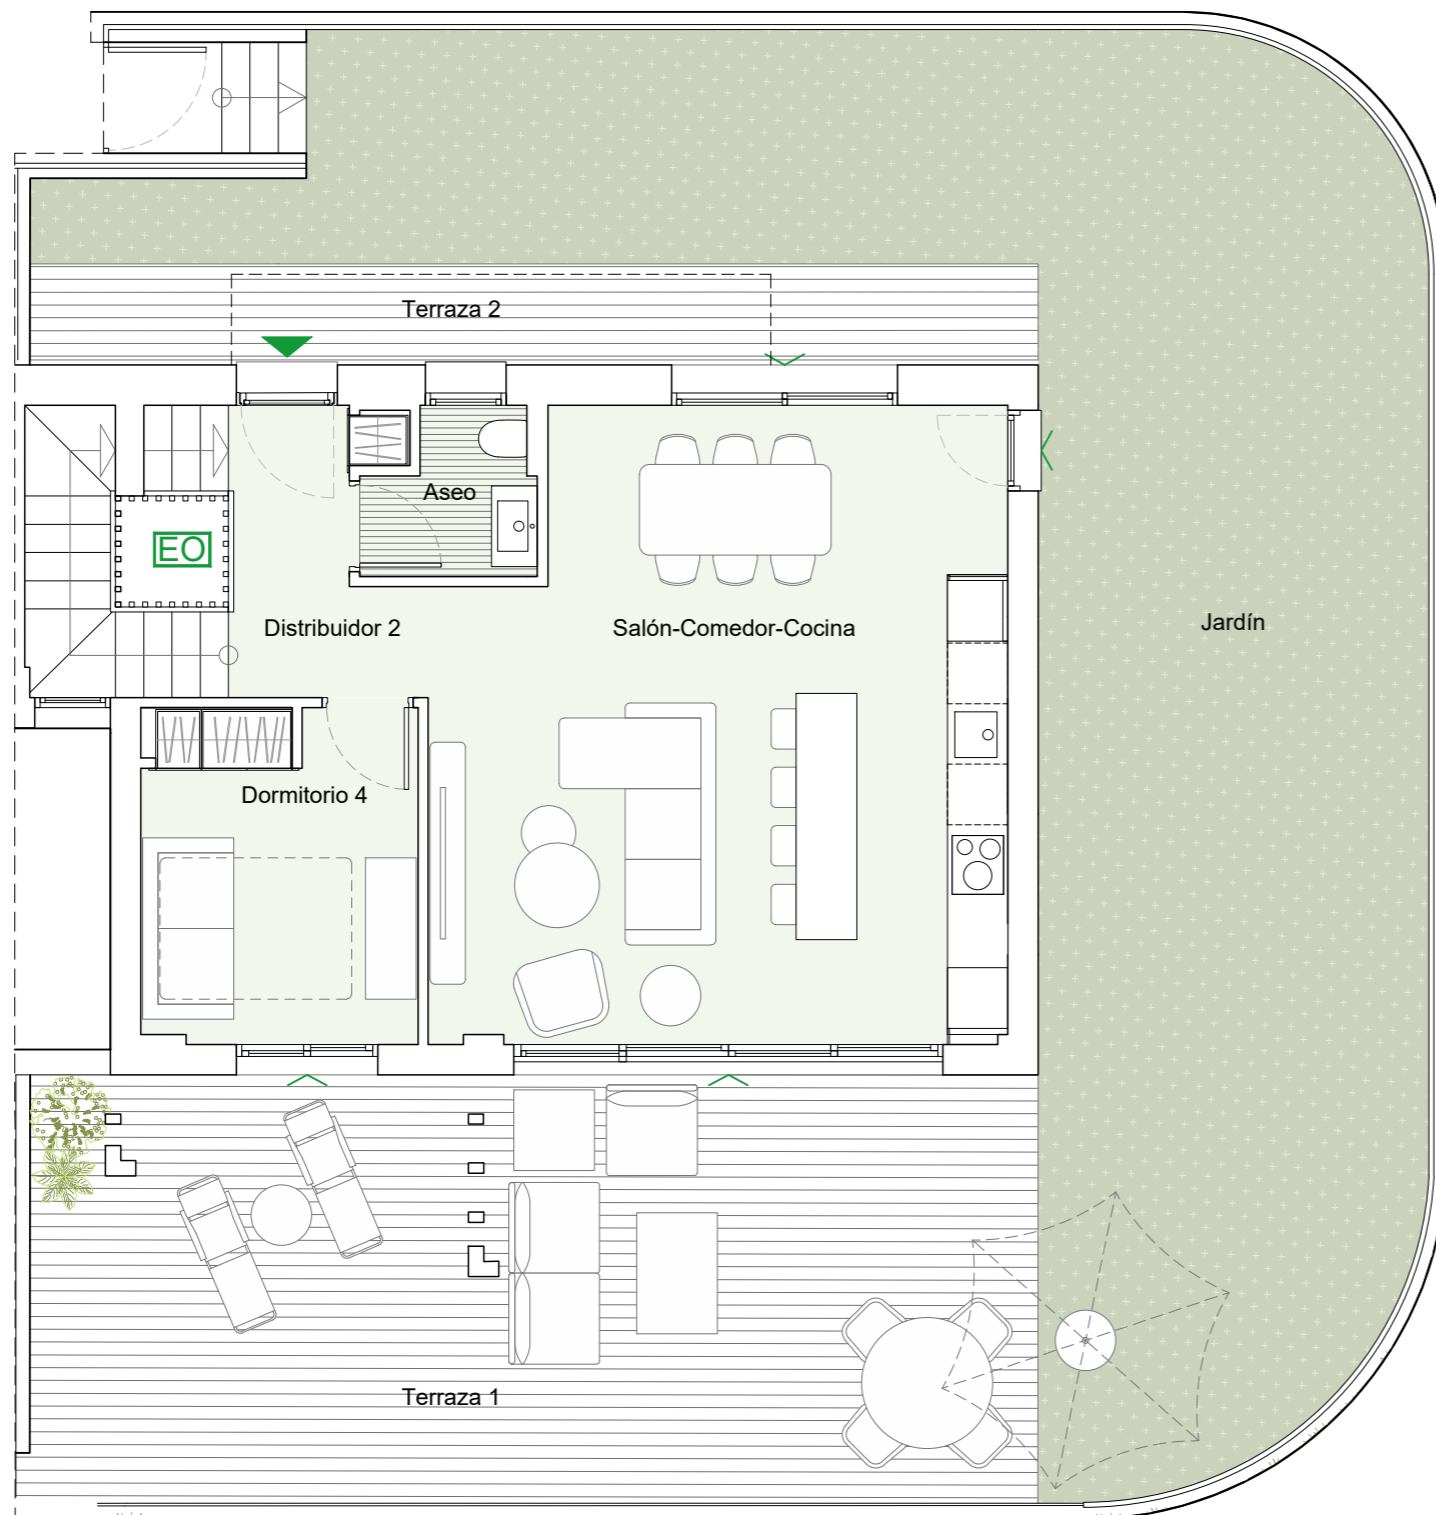 Terraza 2
Aseo
EO
Distribuidor 2
Salón-Comedor-Cocina
Jardín
Dormitorio 4
Terraza 1